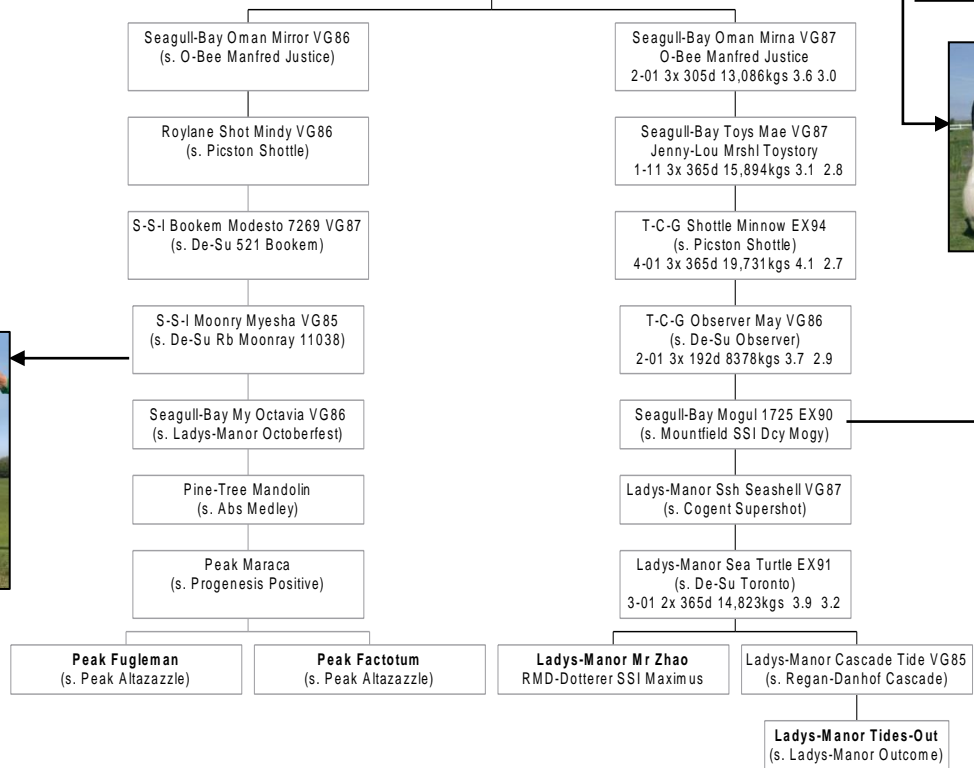 Seagull-Bay Oman Mirror VG86
(s. O-Bee Manfred Justice)
Roylane Shot Mindy VG86
(s. Picston Shottle)
S-S-I Bookem Modesto 7269 VG87
(s. De-Su 521 Bookem)
S-S-I Moonry Myesha VG85
(s. De-Su Rb Moonray 11038)
Seagull-Bay My Octavia VG86
(s. Ladys-Manor Octoberfest)
Pine-Tree Mandolin
(s. Abs Medley)
Peak Maraca
(s. Progenesis Positive)
Peak Fugleman
(s. Peak Altazazzle)
Peak Factotum
(s. Peak Altazazzle)
Seagull-Bay Oman Mirna VG87
O-Bee Manfred Justice
2-01 3x 305d 13,086kgs 3.6 3.0
Seagull-Bay Toys Mae VG87
Jenny-Lou Mrshl Toystory
1-11 3x 365d 15,894kgs 3.1 2.8
T-C-G Shottle Minnow EX94
(s. Picston Shottle)
4-01 3x 365d 19,731kgs 4.1 2.7
T-C-G Observer May VG86
(s. De-Su Observer)
2-01 3x 192d 8378kgs 3.7 2.9
Seagull-Bay Mogul 1725 EX90
(s. Mountfield SSI Dcy Mogy)
Ladys-Manor Ssh Seashell VG87
(s. Cogent Supershot)
Ladys-Manor Sea Turtle EX91
(s. De-Su Toronto)
3-01 2x 365d 14,823kgs 3.9 3.2
Ladys-Manor Mr Zhao
RMD-Dotterer SSI Maximus
Ladys-Manor Cascade Tide VG85
(s. Regan-Danhof Cascade)
Ladys-Manor Tides-Out
(s. Ladys-Manor Outcome)